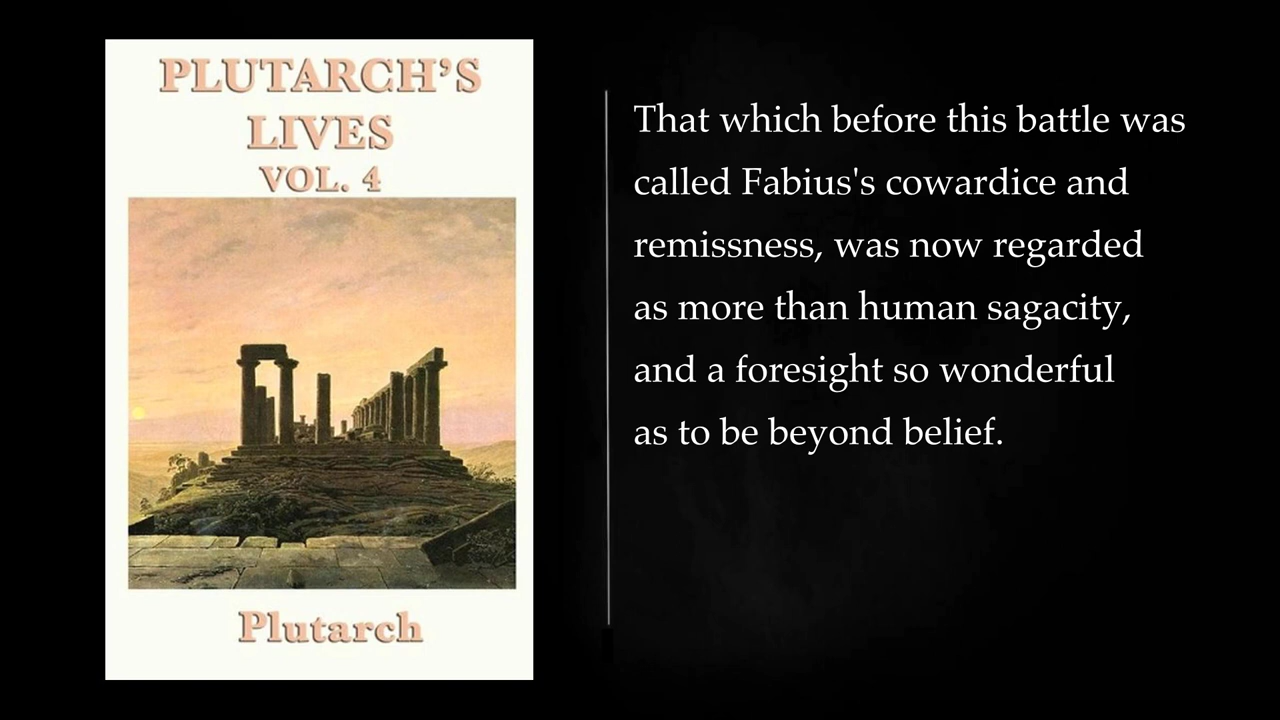 PLUTARCH'S
LIVES
VOL. 4
Plutarch
That which before this battle was
called Fabius's cowardice and
remissness, was now regarded
as more than human sagacity,
and a foresight so wonderful
as to be beyond belief.